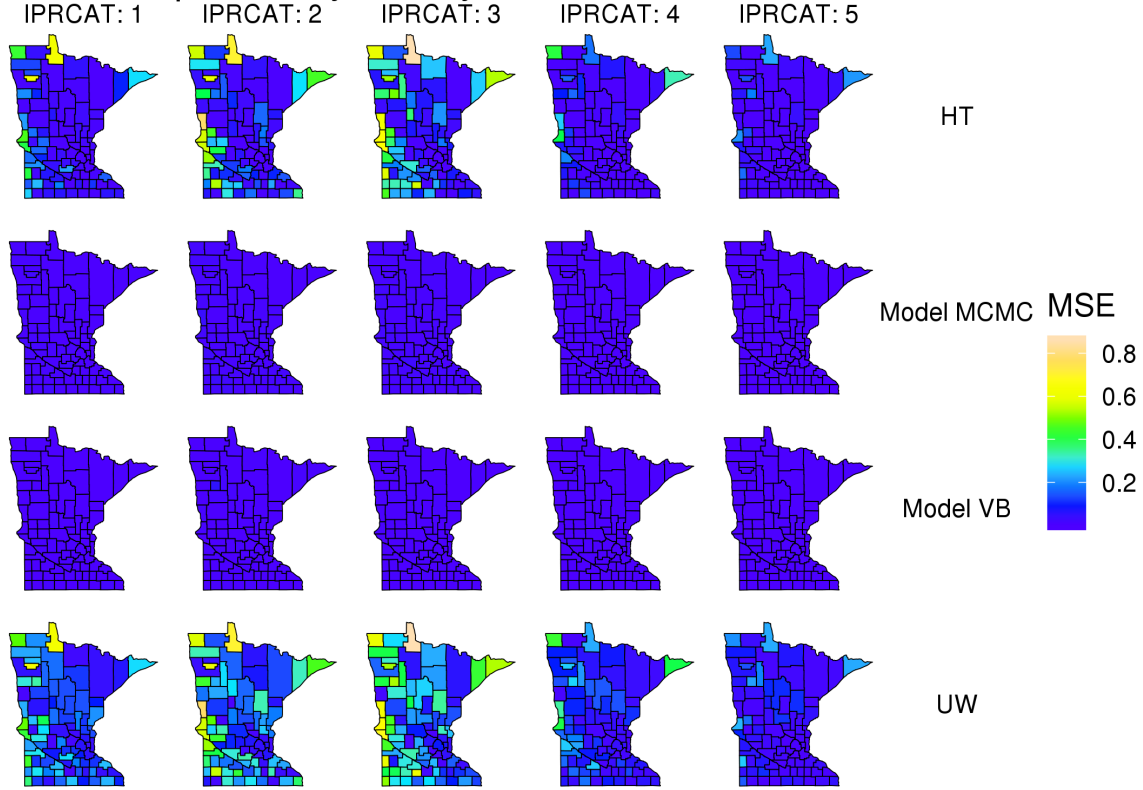 IPRCAT: 1
IPRCAT: 2
IPRCAT: 3
IPRCAT: 4
IPRCAT: 5
HT
Model MCMC
Model VB
UW
MSE
0.8
0.6
0.4
0.2